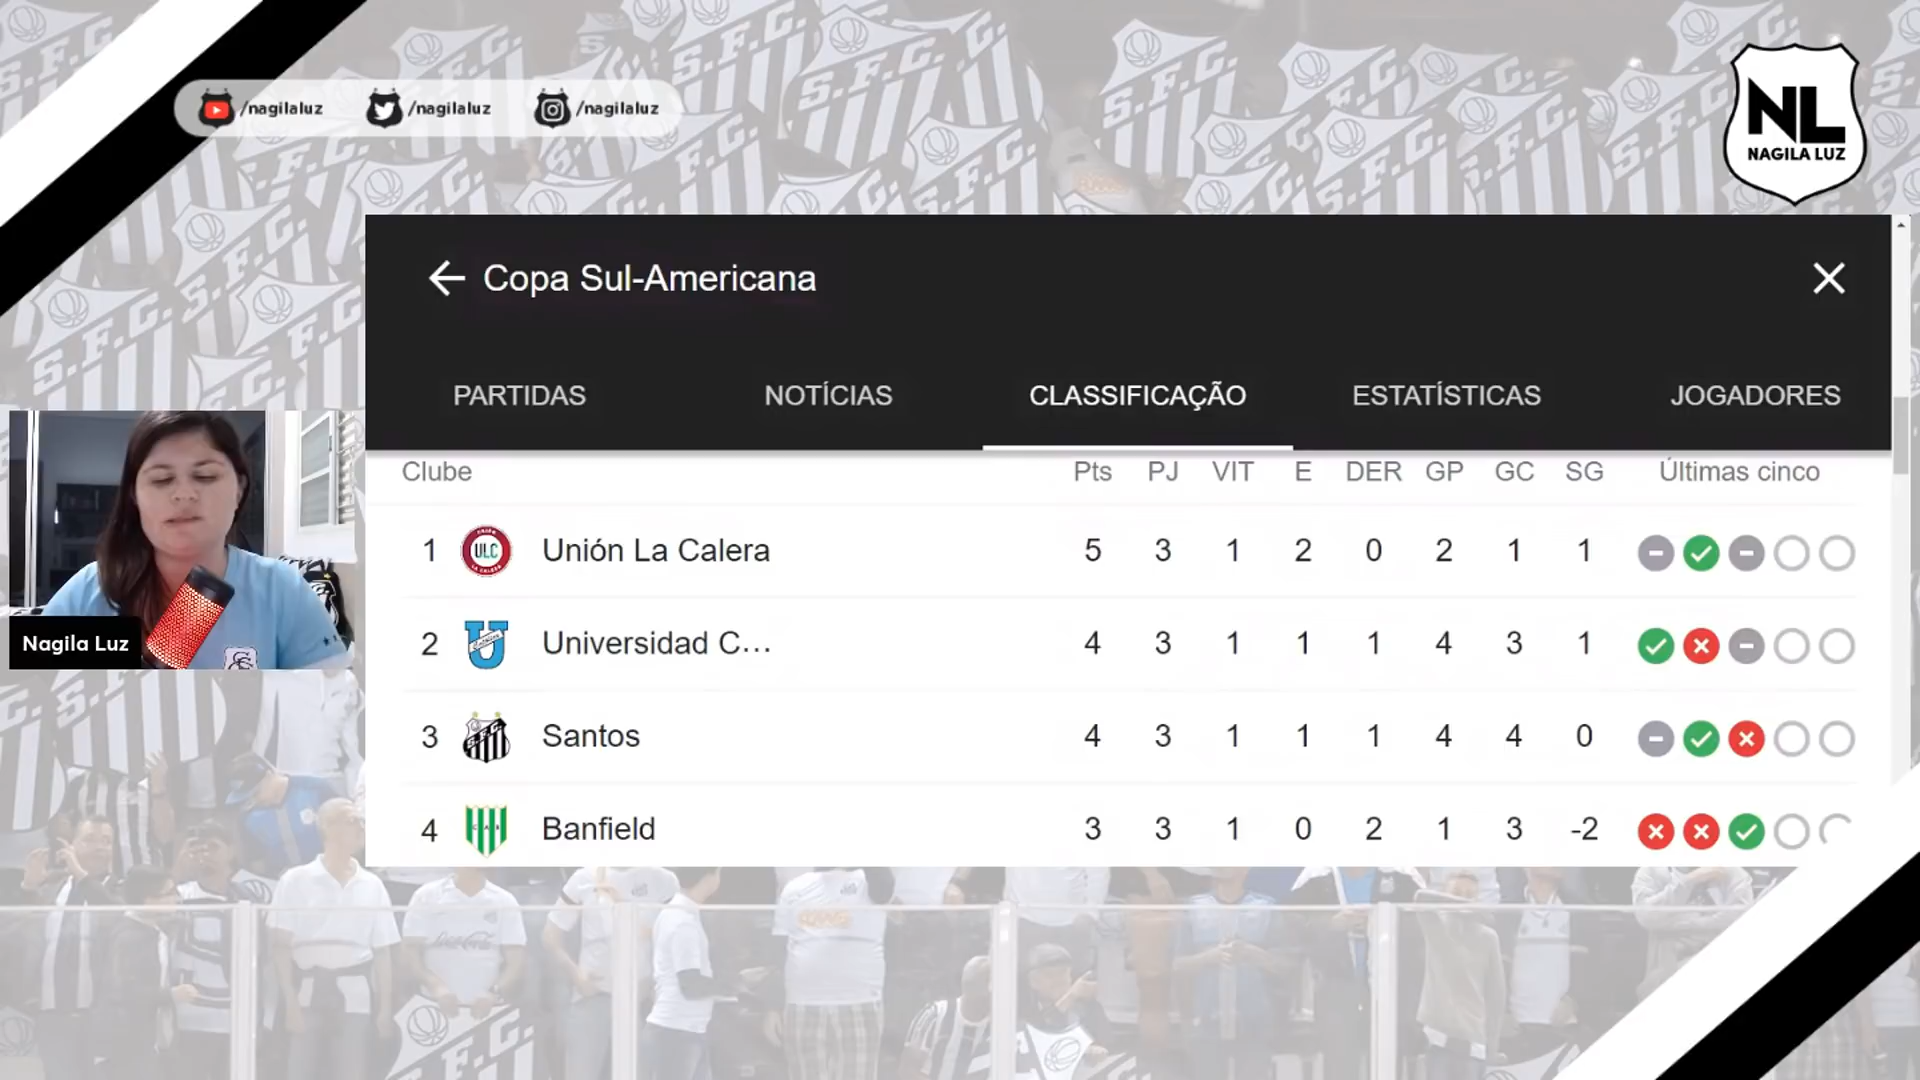 /nagilaluz /nagilaluz /nagilaluz
NL
NAGILA LUZ
Copa Sul-Americana
PARTIDAS NOTÍCIAS CLASSIFICAÇÃO ESTATÍSTICAS JOGADORES
Clube Pts PJ VIT E DER GP GC SG Últimas cinco
1 ULC Unión La Calera 5 3 1 2 0 2 1 1
2 Universidad C... 4 3 1 1 1 4 3 1
3 Santos 4 3 1 1 1 4 4 0
4 Banfield 3 3 1 0 2 1 3 -2
Nagila Luz
S.F.C.
S.F.C.
S.F.C.
S.F.C.
S.F.C.